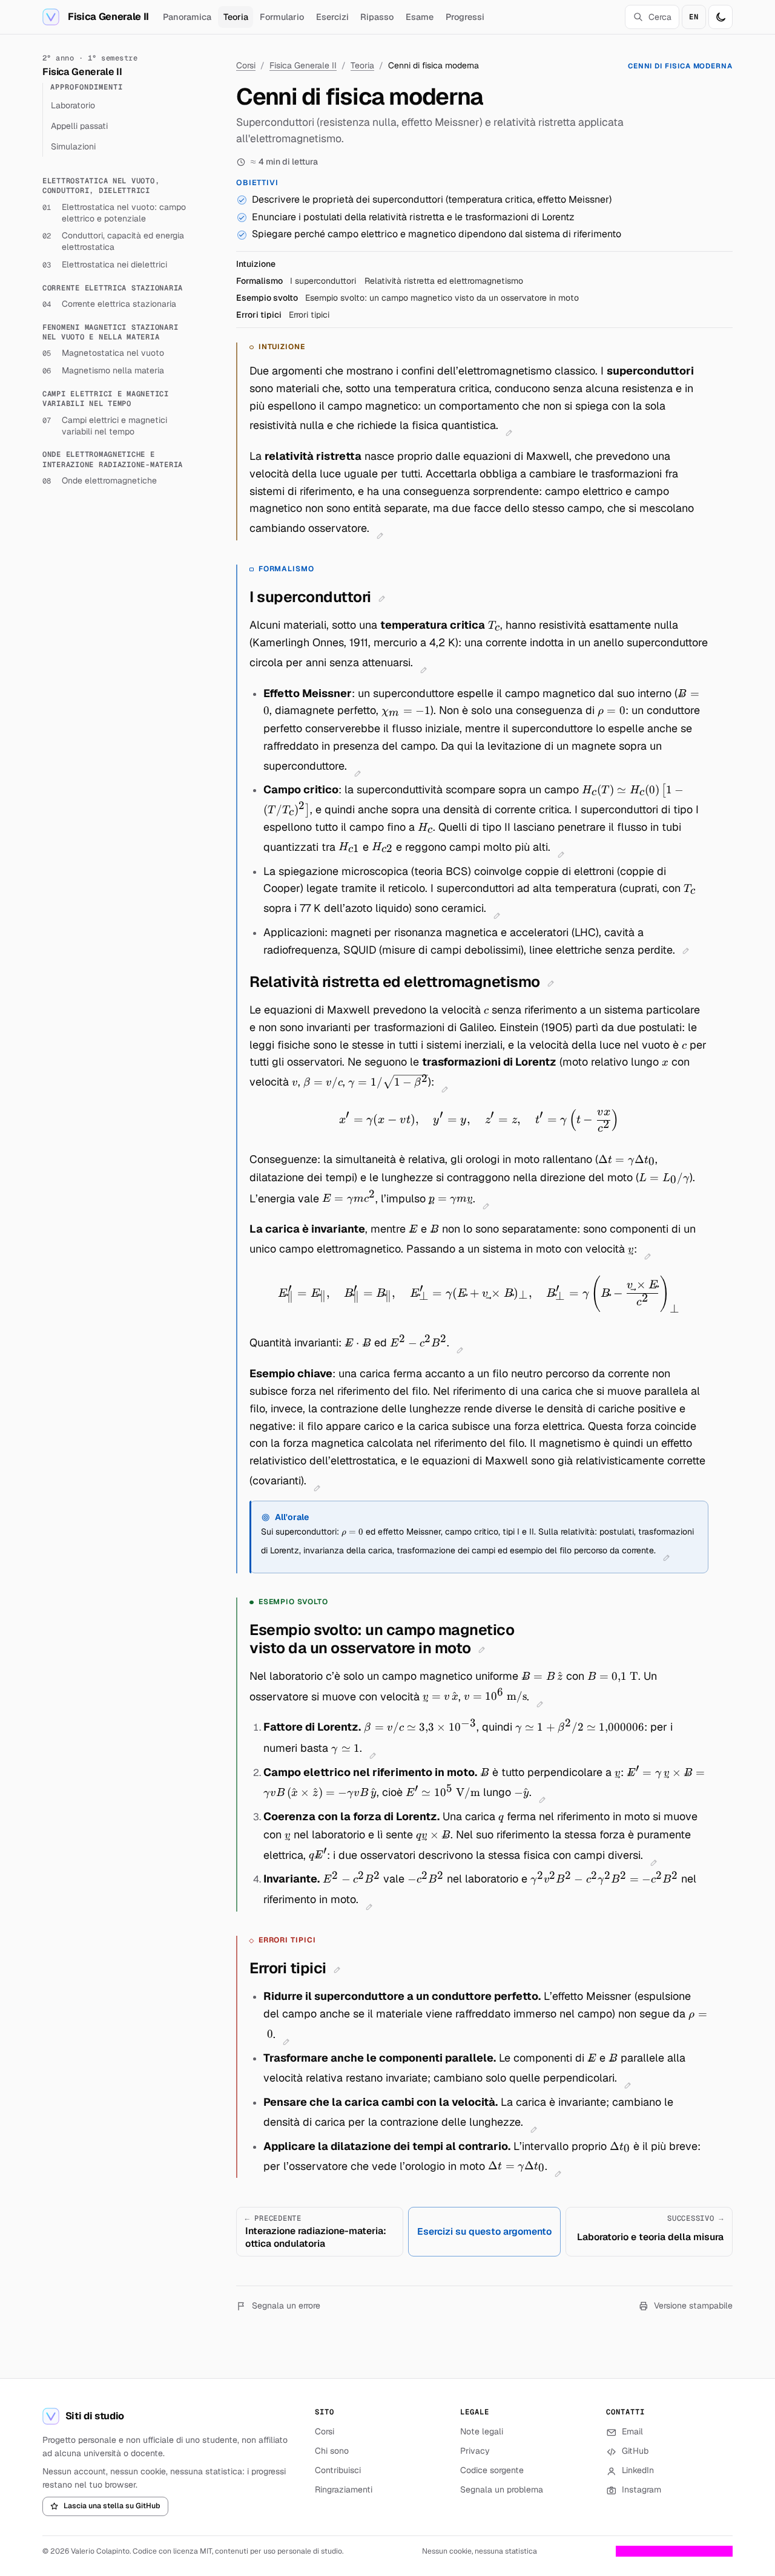 Fisica Generale II Panoramica Teoria Formulario Esercizi Ripasso Esame Progressi Cerca EN
2° anno · 1° semestre
Fisica Generale II
APPROFONDIMENTI
Laboratorio
Appelli passati
Simulazioni
ELETTROSTATICA NEL VUOTO,
CONDUTTORI, DIELETTRICI
01 Elettrostatica nel vuoto: campo
elettrico e potenziale
02 Conduttori, capacità ed energia
elettrostatica
03 Elettrostatica nei dielettrici
CORRENTE ELETTRICA STAZIONARIA
04 Corrente elettrica stazionaria
FENOMENI MAGNETICI STAZIONARI
NEL VUOTO E NELLA MATERIA
05 Magnetostatica nel vuoto
06 Magnetismo nella materia
CAMPI ELETTRICI E MAGNETICI
VARIABILI NEL TEMPO
07 Campi elettrici e magnetici
variabili nel tempo
ONDE ELETTROMAGNETICHE E
INTERAZIONE RADIAZIONE-MATERIA
08 Onde elettromagnetiche
Corsi / Fisica Generale II / Teoria / Cenni di fisica moderna
CENNI DI FISICA MODERNA
Cenni di fisica moderna
Superconduttori (resistenza nulla, effetto Meissner) e relatività ristretta applicata
all'elettromagnetismo.
≈ 4 min di lettura
OBIETTIVI
Descrivere le proprietà dei superconduttori (temperatura critica, effetto Meissner)
Enunciare i postulati della relatività ristretta e le trasformazioni di Lorentz
Spiegare perché campo elettrico e magnetico dipendono dal sistema di riferimento
Intuizione
Formalismo I superconduttori Relatività ristretta ed elettromagnetismo
Esempio svolto Esempio svolto: un campo magnetico visto da un osservatore in moto
Errori tipici Errori tipici
INTUIZIONE
Due argomenti che mostrano i confini dell'elettromagnetismo classico. I superconduttori
sono materiali che, sotto una temperatura critica, conducono senza alcuna resistenza e in
più espellono il campo magnetico: un comportamento che non si spiega con la sola
resistività nulla e che richiede la fisica quantistica.
La relatività ristretta nasce proprio dalle equazioni di Maxwell, che prevedono una
velocità della luce uguale per tutti. Accettarla obbliga a cambiare le trasformazioni fra
sistemi di riferimento, e ha una conseguenza sorprendente: campo elettrico e campo
magnetico non sono entità separate, ma due facce dello stesso campo, che si mescolano
cambiando osservatore.
FORMALISMO
I superconduttori
Alcuni materiali, sotto una temperatura critica T_c, hanno resistività esattamente nulla
(Kamerlingh Onnes, 1911, mercurio a 4,2 K): una corrente indotta in un anello superconduttore
circola per anni senza attenuarsi.
Effetto Meissner: un superconduttore espelle il campo magnetico dal suo interno (B =
0, diamagnete perfetto, χ_m = −1). Non è solo una conseguenza di ρ = 0: un conduttore
perfetto conserverebbe il flusso iniziale, mentre il superconduttore lo espelle anche se
raffreddato in presenza del campo. Da qui la levitazione di un magnete sopra un
superconduttore.
Campo critico: la superconduttività scompare sopra un campo H_c(T) ≃ H_c(0) [1 −
(T/T_c)²], e quindi anche sopra una densità di corrente critica. I superconduttori di tipo I
espellono tutto il campo fino a H_c. Quelli di tipo II lasciano penetrare il flusso in tubi
quantizzati tra H_c1 e H_c2 e reggono campi molto più alti.
La spiegazione microscopica (teoria BCS) coinvolge coppie di elettroni (coppie di
Cooper) legate tramite il reticolo. I superconduttori ad alta temperatura (cuprati, con T_c
sopra i 77 K dell'azoto liquido) sono ceramici.
Applicazioni: magneti per risonanza magnetica e acceleratori (LHC), cavità a
radiofrequenza, SQUID (misure di campi debolissimi), linee elettriche senza perdite.
Relatività ristretta ed elettromagnetismo
Le equazioni di Maxwell prevedono la velocità c senza riferimento a un sistema particolare
e non sono invarianti per trasformazioni di Galileo. Einstein (1905) partì da due postulati: le
leggi fisiche sono le stesse in tutti i sistemi inerziali, e la velocità della luce nel vuoto è c per
tutti gli osservatori. Ne seguono le trasformazioni di Lorentz (moto relativo lungo x con
velocità v, β = v/c, γ = 1/√(1 − β²)):
x′ = γ(x − vt), y′ = y, z′ = z, t′ = γ (t − vx/c²)
Conseguenze: la simultaneità è relativa, gli orologi in moto rallentano (Δt = γΔt₀,
dilatazione dei tempi) e le lunghezze si contraggono nella direzione del moto (L = L₀/γ).
L'energia vale E = γmc², l'impulso p = γmv.
La carica è invariante, mentre E e B non lo sono separatamente: sono componenti di un
unico campo elettromagnetico. Passando a un sistema in moto con velocità v:
E′∥ = E∥, B′∥ = B∥, E′⊥ = γ(E + v × B)⊥, B′⊥ = γ (B − v × E/c²)⊥
Quantità invarianti: E · B ed E² − c²B².
Esempio chiave: una carica ferma accanto a un filo neutro percorso da corrente non
subisce forza nel riferimento del filo. Nel riferimento di una carica che si muove parallela al
filo, invece, la contrazione delle lunghezze rende diverse le densità di cariche positive e
negative: il filo appare carico e la carica subisce una forza elettrica. Questa forza coincide
con la forza magnetica calcolata nel riferimento del filo. Il magnetismo è quindi un effetto
relativistico dell'elettrostatica, e le equazioni di Maxwell sono già relativisticamente corrette
(covarianti).
All'orale
Sui superconduttori: ρ = 0 ed effetto Meissner, campo critico, tipi I e II. Sulla relatività: postulati, trasformazioni
di Lorentz, invarianza della carica, trasformazione dei campi ed esempio del filo percorso da corrente.
ESEMPIO SVOLTO
Esempio svolto: un campo magnetico
visto da un osservatore in moto
Nel laboratorio c'è solo un campo magnetico uniforme B = B ẑ con B = 0,1 T. Un
osservatore si muove con velocità v = v x̂, v = 10⁶ m/s.
1. Fattore di Lorentz. β = v/c ≃ 3,3 × 10⁻³, quindi γ ≃ 1 + β²/2 ≃ 1,000006: per i
numeri basta γ ≃ 1.
2. Campo elettrico nel riferimento in moto. B è tutto perpendicolare a v: E′ = γ v × B =
γvB (x̂ × ẑ) = −γvB ŷ, cioè E′ ≃ 10⁵ V/m lungo −ŷ.
3. Coerenza con la forza di Lorentz. Una carica q ferma nel riferimento in moto si muove
con v nel laboratorio e lì sente qv × B. Nel suo riferimento la stessa forza è puramente
elettrica, qE′: i due osservatori descrivono la stessa fisica con campi diversi.
4. Invariante. E² − c²B² vale −c²B² nel laboratorio e γ²v²B² − c²γ²B² = −c²B² nel
riferimento in moto.
ERRORI TIPICI
Errori tipici
Ridurre il superconduttore a un conduttore perfetto. L'effetto Meissner (espulsione
del campo anche se il materiale viene raffreddato immerso nel campo) non segue da ρ =
0.
Trasformare anche le componenti parallele. Le componenti di E e B parallele alla
velocità relativa restano invariate; cambiano solo quelle perpendicolari.
Pensare che la carica cambi con la velocità. La carica è invariante; cambiano le
densità di carica per la contrazione delle lunghezze.
Applicare la dilatazione dei tempi al contrario. L'intervallo proprio Δt₀ è il più breve:
per l'osservatore che vede l'orologio in moto Δt = γΔt₀.
← PRECEDENTE
Interazione radiazione-materia:
ottica ondulatoria
Esercizi su questo argomento
SUCCESSIVO →
Laboratorio e teoria della misura
Segnala un errore
Versione stampabile
Siti di studio
Progetto personale e non ufficiale di uno studente, non affiliato
ad alcuna università o docente.
Nessun account, nessun cookie, nessuna statistica: i progressi
restano nel tuo browser.
Lascia una stella su GitHub
SITO
Corsi
Chi sono
Contribuisci
Ringraziamenti
LEGALE
Note legali
Privacy
Codice sorgente
Segnala un problema
CONTATTI
Email
GitHub
LinkedIn
Instagram
© 2026 Valerio Colapinto. Codice con licenza MIT, contenuti per uso personale di studio.
Nessun cookie, nessuna statistica